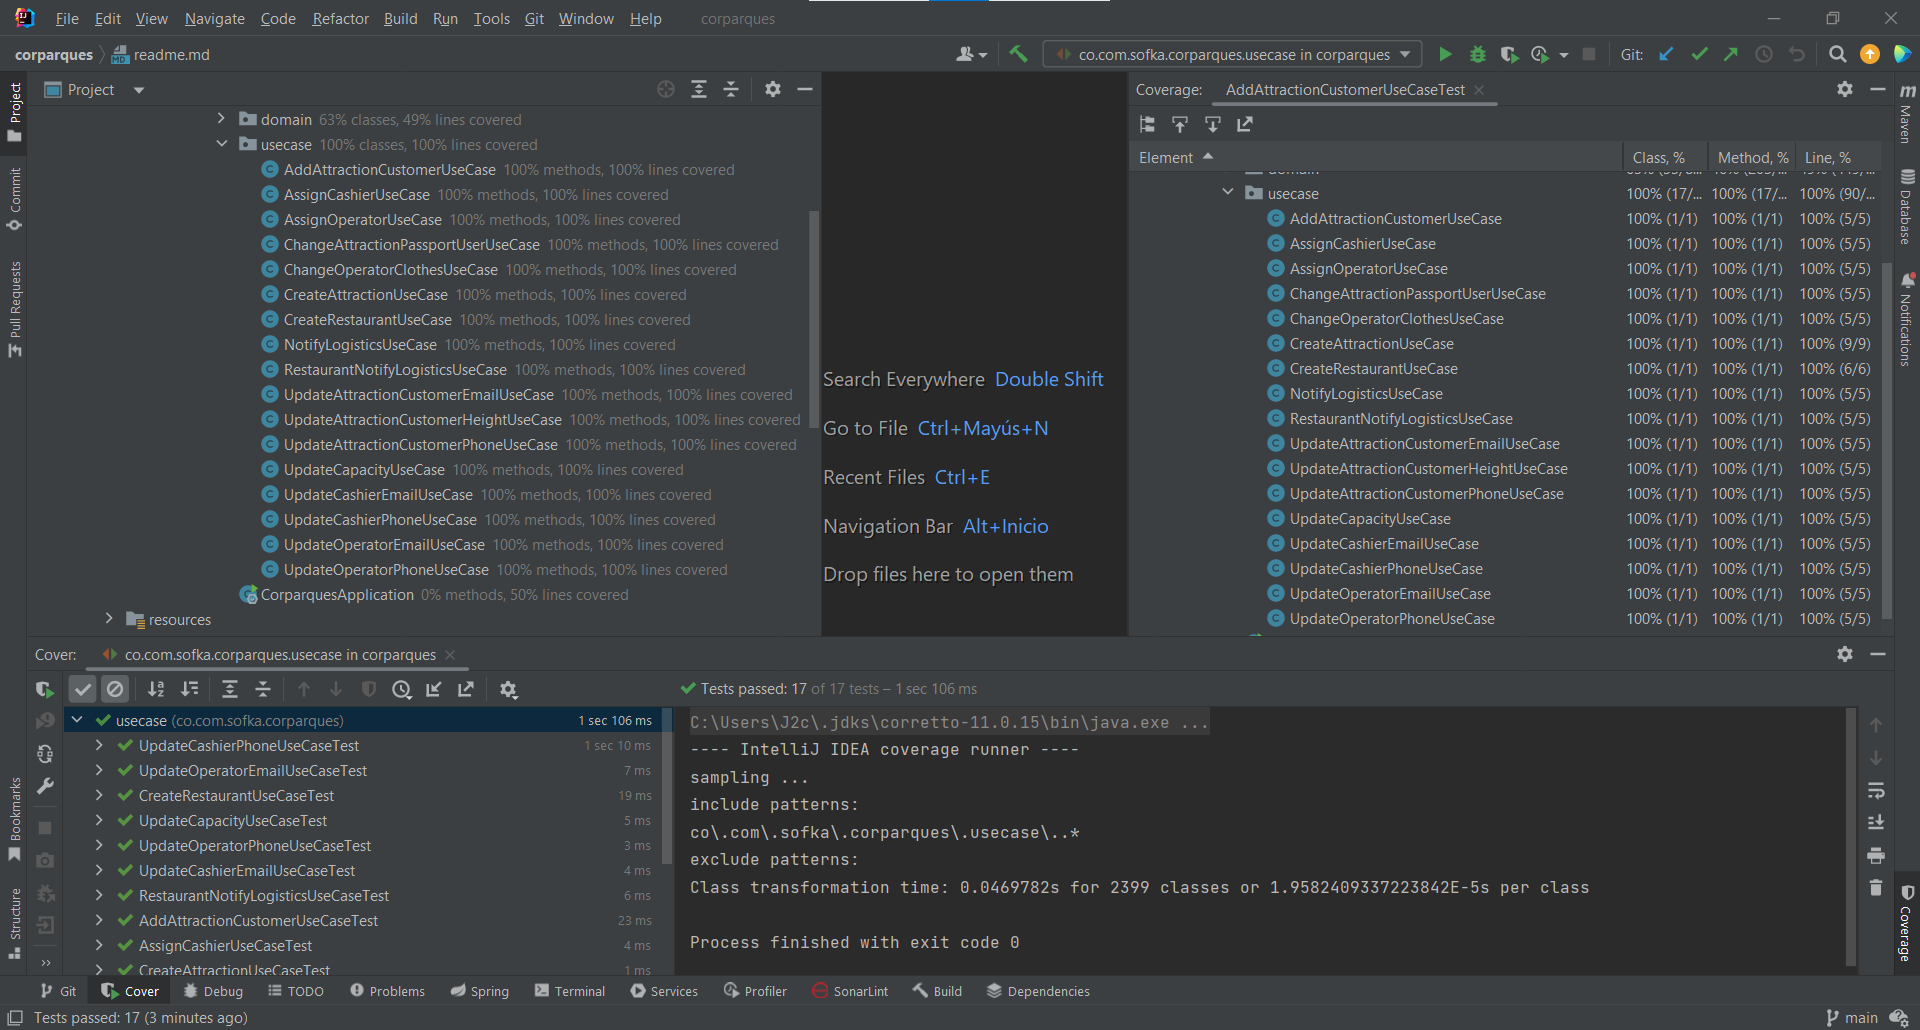 File Edit View Navigate Code Refactor Build Run Tools Git Window Help corparques
corparques readme.md
co.com.sofka.corparques.usecase in corparques
Git:
Project
Coverage: AddAttractionCustomerUseCaseTest
Element Class, % Method, % Line, %
domain 63% classes, 49% lines covered
usecase 100% classes, 100% lines covered
AddAttractionCustomerUseCase 100% methods, 100% lines covered
AssignCashierUseCase 100% methods, 100% lines covered
AssignOperatorUseCase 100% methods, 100% lines covered
ChangeAttractionPassportUserUseCase 100% methods, 100% lines covered
ChangeOperatorClothesUseCase 100% methods, 100% lines covered
CreateAttractionUseCase 100% methods, 100% lines covered
CreateRestaurantUseCase 100% methods, 100% lines covered
NotifyLogisticsUseCase 100% methods, 100% lines covered
RestaurantNotifyLogisticsUseCase 100% methods, 100% lines covered
UpdateAttractionCustomerEmailUseCase 100% methods, 100% lines covered
UpdateAttractionCustomerHeightUseCase 100% methods, 100% lines covered
UpdateAttractionCustomerPhoneUseCase 100% methods, 100% lines covered
UpdateCapacityUseCase 100% methods, 100% lines covered
UpdateCashierEmailUseCase 100% methods, 100% lines covered
UpdateCashierPhoneUseCase 100% methods, 100% lines covered
UpdateOperatorEmailUseCase 100% methods, 100% lines covered
UpdateOperatorPhoneUseCase 100% methods, 100% lines covered
CorparquesApplication 0% methods, 50% lines covered
resources
Search Everywhere Double Shift
Go to File Ctrl+Mayús+N
Recent Files Ctrl+E
Navigation Bar Alt+Inicio
Drop files here to open them
usecase 100% (17/... 100% (17/... 100% (90/...
AddAttractionCustomerUseCase 100% (1/1) 100% (1/1) 100% (5/5)
AssignCashierUseCase 100% (1/1) 100% (1/1) 100% (5/5)
AssignOperatorUseCase 100% (1/1) 100% (1/1) 100% (5/5)
ChangeAttractionPassportUserUseCase 100% (1/1) 100% (1/1) 100% (5/5)
ChangeOperatorClothesUseCase 100% (1/1) 100% (1/1) 100% (5/5)
CreateAttractionUseCase 100% (1/1) 100% (1/1) 100% (9/9)
CreateRestaurantUseCase 100% (1/1) 100% (1/1) 100% (6/6)
NotifyLogisticsUseCase 100% (1/1) 100% (1/1) 100% (5/5)
RestaurantNotifyLogisticsUseCase 100% (1/1) 100% (1/1) 100% (5/5)
UpdateAttractionCustomerEmailUseCase 100% (1/1) 100% (1/1) 100% (5/5)
UpdateAttractionCustomerHeightUseCase 100% (1/1) 100% (1/1) 100% (5/5)
UpdateAttractionCustomerPhoneUseCase 100% (1/1) 100% (1/1) 100% (5/5)
UpdateCapacityUseCase 100% (1/1) 100% (1/1) 100% (5/5)
UpdateCashierEmailUseCase 100% (1/1) 100% (1/1) 100% (5/5)
UpdateCashierPhoneUseCase 100% (1/1) 100% (1/1) 100% (5/5)
UpdateOperatorEmailUseCase 100% (1/1) 100% (1/1) 100% (5/5)
UpdateOperatorPhoneUseCase 100% (1/1) 100% (1/1) 100% (5/5)
Project
Commit
Pull Requests
Bookmarks
Structure
Maven
Database
Notifications
Coverage
Cover: co.com.sofka.corparques.usecase in corparques
Tests passed: 17 of 17 tests – 1 sec 106 ms
usecase (co.com.sofka.corparques) 1 sec 106 ms
UpdateCashierPhoneUseCaseTest 1 sec 10 ms
UpdateOperatorEmailUseCaseTest 7 ms
CreateRestaurantUseCaseTest 19 ms
UpdateCapacityUseCaseTest 5 ms
UpdateOperatorPhoneUseCaseTest 3 ms
UpdateCashierEmailUseCaseTest 4 ms
RestaurantNotifyLogisticsUseCaseTest 6 ms
AddAttractionCustomerUseCaseTest 23 ms
AssignCashierUseCaseTest 4 ms
CreateAttractionUseCaseTest 1 ms
C:\Users\J2c\.jdks\corretto-11.0.15\bin\java.exe ...
---- IntelliJ IDEA coverage runner ----
sampling ...
include patterns:
co\.com\.sofka\.corparques\.usecase\..*
exclude patterns:
Class transformation time: 0.0469782s for 2399 classes or 1.9582409337223842E-5s per class
Process finished with exit code 0
Git Cover Debug TODO Problems Spring Terminal Services Profiler SonarLint Build Dependencies
Tests passed: 17 (3 minutes ago) main